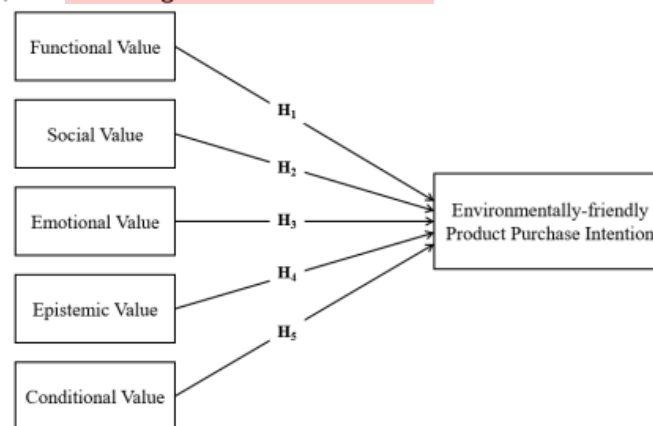 Functional Value
H₁
Social Value
H₂
Emotional Value
H₃
Environmentally-friendly
Product Purchase Intention
Epistemic Value
H₄
H₅
Conditional Value